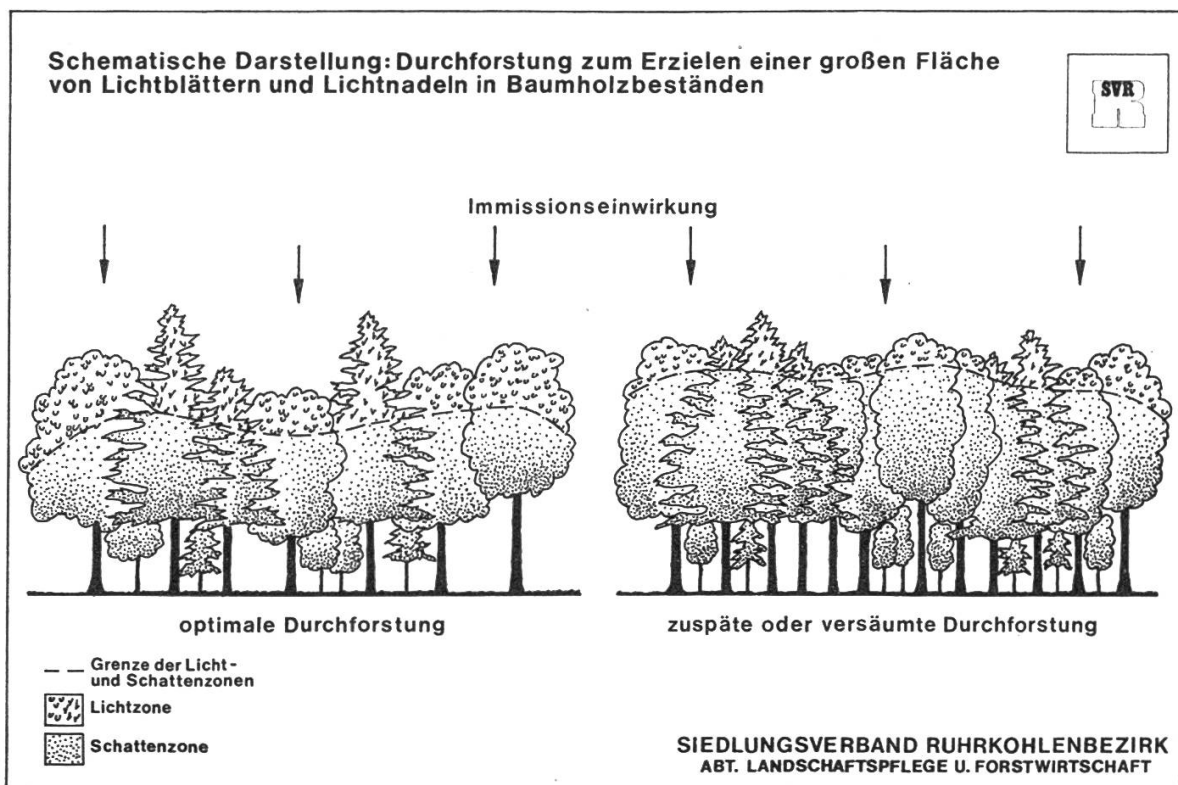 Schematische Darstellung: Durchforstung zum Erzielen einer großen Fläche
von Lichtblättern und Lichtnadeln in Baumholzbeständen
SVR
Immissionseinwirkung
optimale Durchforstung
zuspäte oder versäumte Durchforstung
Grenze der Licht-
und Schattenzonen
Lichtzone
Schattenzone
SIEDLUNGSVERBAND RUHRKOHLENBEZIRK
ABT. LANDSCHAFTSPFLEGE U. FORSTWIRTSCHAFT